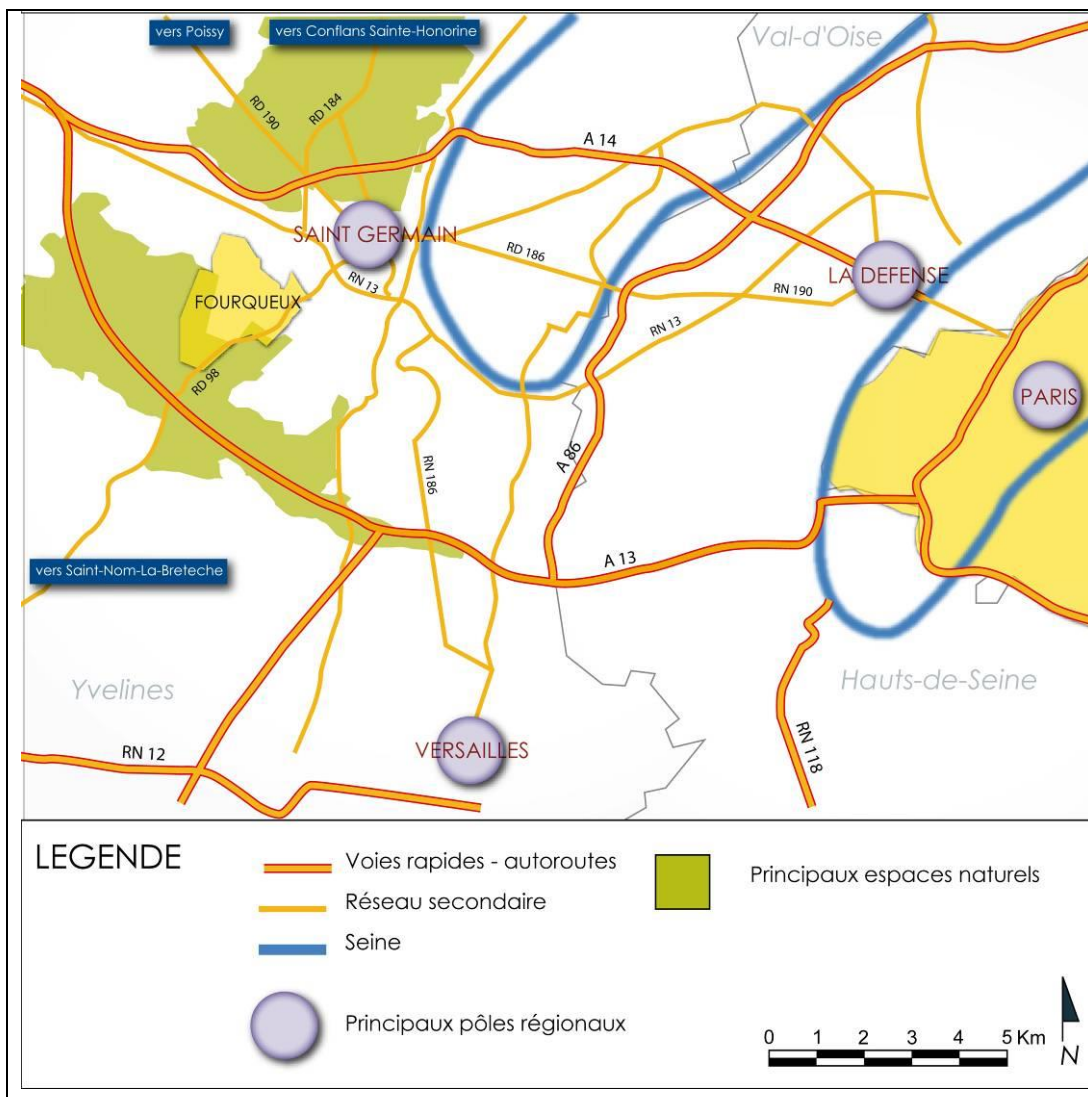 vers Poissy
vers Conflans Sainte-Honorine
Val-d'Oise
RD 190
RD 184
A 14
SAINT GERMAIN
RD 186
LA DEFENSE
RN 13
RN 190
FOURQUEUX
RN 13
RD 98
PARIS
A 86
RN 186
A 13
vers Saint-Nom-La-Breteche
Yvelines
Hauts-de-Seine
RN 12
VERSAILLES
RN 118
LEGENDE
Voies rapides - autoroutes
Réseau secondaire
Seine
Principaux pôles régionaux
Principaux espaces naturels
0 1 2 3 4 5 Km
N